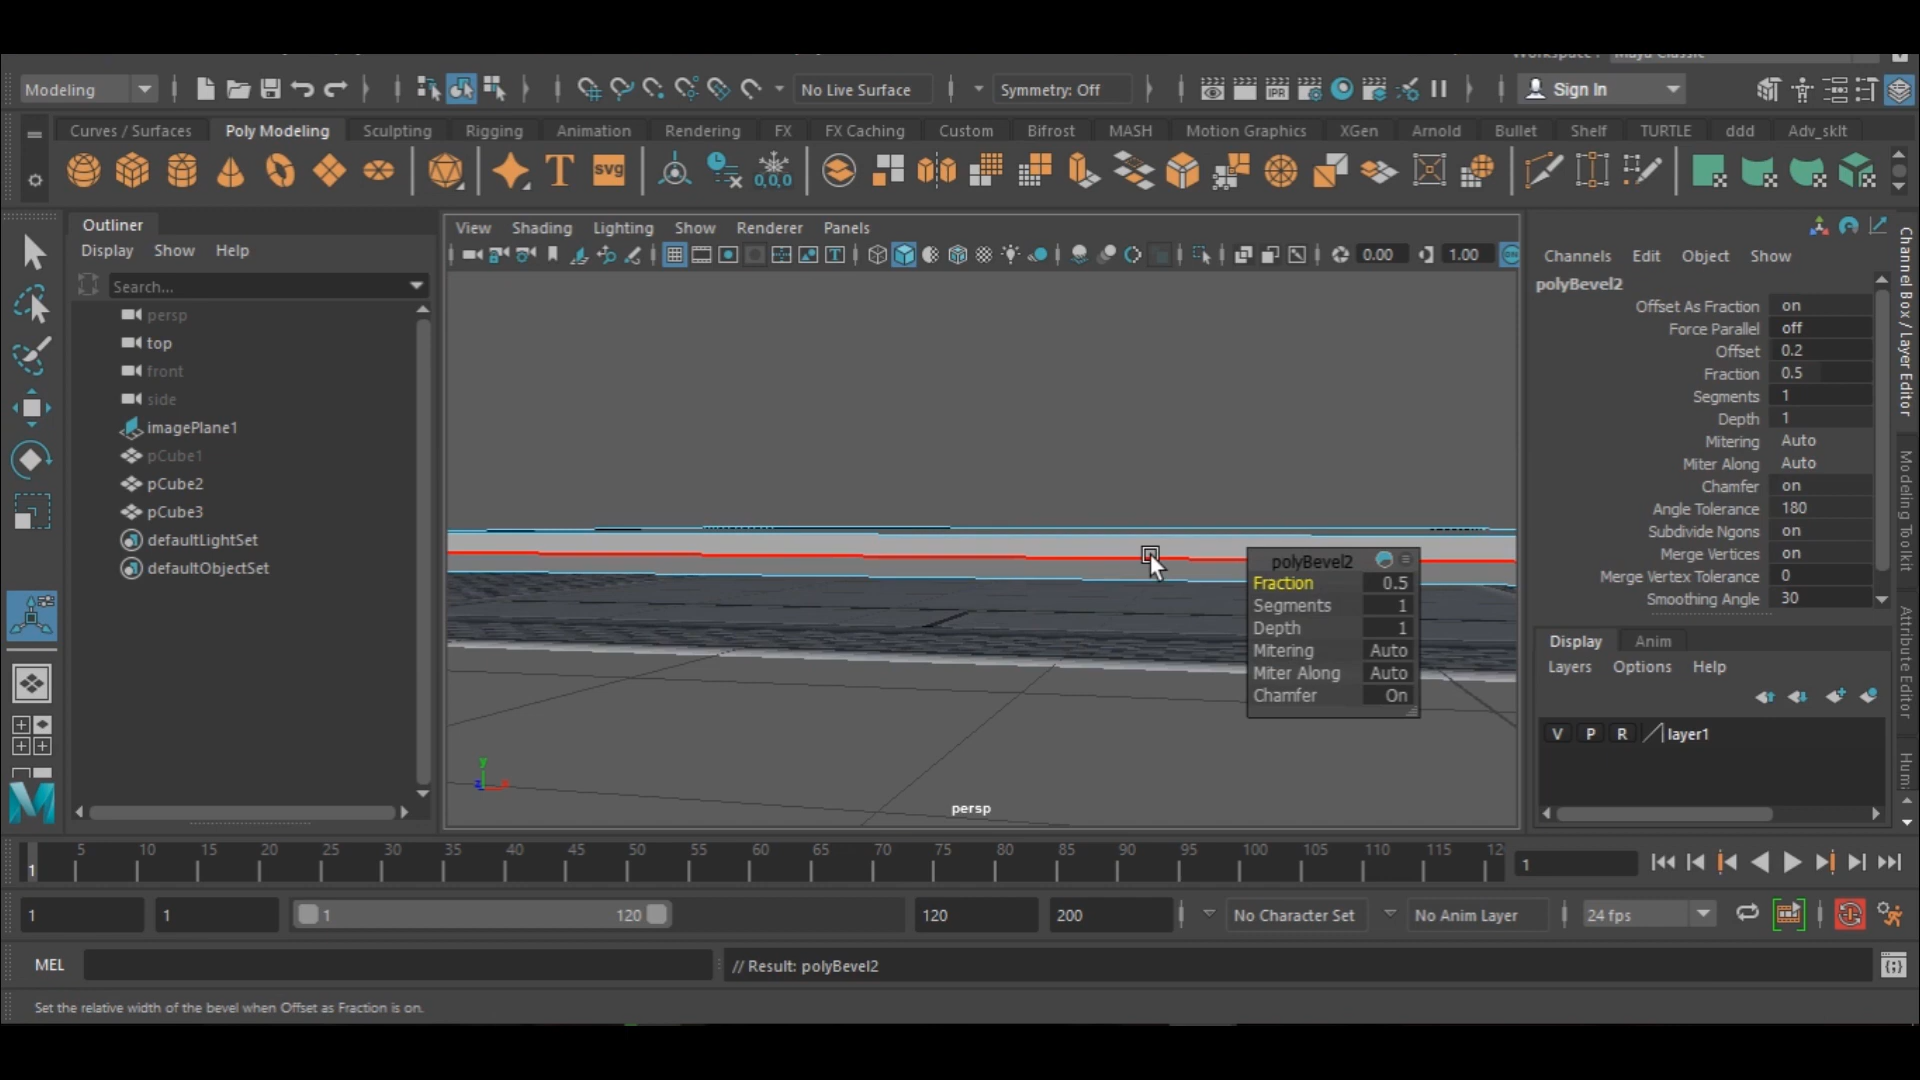 Modeling
No Live Surface
Symmetry: Off
IPR
Sign In
Curves / Surfaces
Poly Modeling
Sculpting
Rigging
Animation
Rendering
FX
FX Caching
Custom
Bifrost
MASH
Motion Graphics
XGen
Arnold
Bullet
Shelf
TURTLE
ddd
Adv_sklt
T
svg
0,0,0
Outliner
Display
Show
Help
Search...
persp
top
front
side
imagePlane1
pCube1
pCube2
pCube3
defaultLightSet
defaultObjectSet
View
Shading
Lighting
Show
Renderer
Panels
0.00
1.00
polyBevel2
Fraction 0.5
Segments 1
Depth 1
Mitering Auto
Miter Along Auto
Chamfer On
y
persp
Channels
Edit
Object
Show
polyBevel2
Offset As Fraction on
Force Parallel off
Offset 0.2
Fraction 0.5
Segments 1
Depth 1
Mitering Auto
Miter Along Auto
Chamfer on
Angle Tolerance 180
Subdivide Ngons on
Merge Vertices on
Merge Vertex Tolerance 0
Smoothing Angle 30
Display
Anim
Layers
Options
Help
V P R layer1
Channel Box / Layer Editor
Modeling Toolkit
Attribute Editor
1 5 10 15 20 25 30 35 40 45 50 55 60 65 70 75 80 85 90 95 100 105 110 115 12
1
1
1
1
120
120
200
No Character Set
No Anim Layer
24 fps
MEL
// Result: polyBevel2
Set the relative width of the bevel when Offset as Fraction is on.